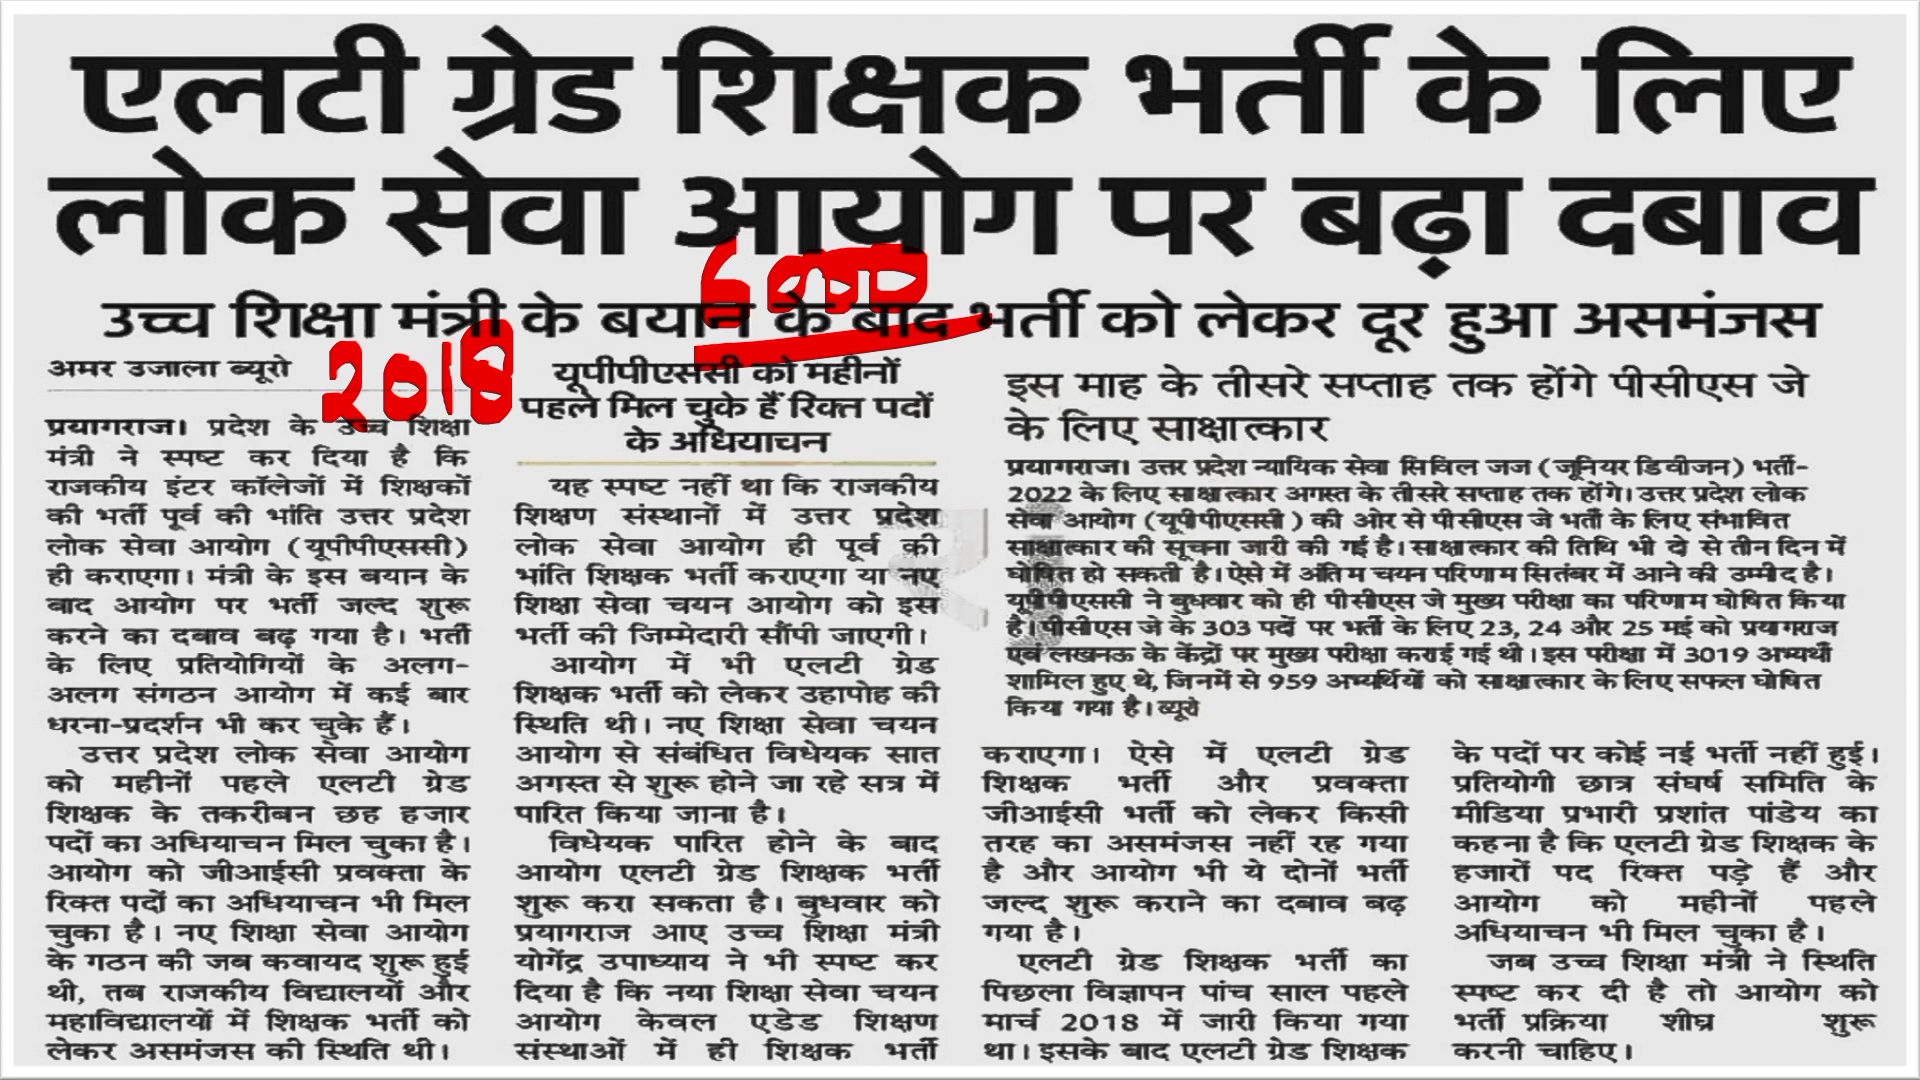 एलटी ग्रेड शिक्षक भर्ती के लिए
लोक सेवा आयोग पर बढ़ा दबाव
6000
उच्च शिक्षा मंत्री के बयान के बाद भर्ती को लेकर दूर हुआ असमंजस
2018
अमर उजाला ब्यूरो
प्रयागराज। प्रदेश के उच्च शिक्षा
मंत्री ने स्पष्ट कर दिया है कि
राजकीय इंटर कॉलेजों में शिक्षकों
की भर्ती पूर्व की भांति उत्तर प्रदेश
लोक सेवा आयोग (यूपीपीएससी)
ही कराएगा। मंत्री के इस बयान के
बाद आयोग पर भर्ती जल्द शुरू
करने का दबाव बढ़ गया है। भर्ती
के लिए प्रतियोगियों के अलग-
अलग संगठन आयोग में कई बार
धरना-प्रदर्शन भी कर चुके हैं।
उत्तर प्रदेश लोक सेवा आयोग
को महीनों पहले एलटी ग्रेड
शिक्षक के तकरीबन छह हजार
पदों का अधियाचन मिल चुका है।
आयोग को जीआईसी प्रवक्ता के
रिक्त पदों का अधियाचन भी मिल
चुका है। नए शिक्षा सेवा आयोग
के गठन की जब कवायद शुरू हुई
थी, तब राजकीय विद्यालयों और
महाविद्यालयों में शिक्षक भर्ती को
लेकर असमंजस की स्थिति थी।
यूपीपीएससी को महीनों
पहले मिल चुके हैं रिक्त पदों
के अधियाचन
यह स्पष्ट नहीं था कि राजकीय
शिक्षण संस्थानों में उत्तर प्रदेश
लोक सेवा आयोग ही पूर्व की
भांति शिक्षक भर्ती कराएगा या नए
शिक्षा सेवा चयन आयोग को इस
भर्ती की जिम्मेदारी सौंपी जाएगी।
आयोग में भी एलटी ग्रेड
शिक्षक भर्ती को लेकर उहापोह की
स्थिति थी। नए शिक्षा सेवा चयन
आयोग से संबंधित विधेयक सात
अगस्त से शुरू होने जा रहे सत्र में
पारित किया जाना है।
विधेयक पारित होने के बाद
आयोग एलटी ग्रेड शिक्षक भर्ती
शुरू करा सकता है। बुधवार को
प्रयागराज आए उच्च शिक्षा मंत्री
योगेंद्र उपाध्याय ने भी स्पष्ट कर
दिया है कि नया शिक्षा सेवा चयन
आयोग केवल एडेड शिक्षण
संस्थाओं में ही शिक्षक भर्ती
इस माह के तीसरे सप्ताह तक होंगे पीसीएस जे
के लिए साक्षात्कार
प्रयागराज। उत्तर प्रदेश न्यायिक सेवा सिविल जज (जूनियर डिवीजन) भर्ती-
2022 के लिए साक्षात्कार अगस्त के तीसरे सप्ताह तक होंगे। उत्तर प्रदेश लोक
सेवा आयोग (यूपीपीएससी ) की ओर से पीसीएस जे भर्ती के लिए संभावित
साक्षात्कार की सूचना जारी की गई है। साक्षात्कार की तिथि भी दो से तीन दिन में
घोषित हो सकती है। ऐसे में अंतिम चयन परिणाम सितंबर में आने की उम्मीद है।
यूपीपीएससी ने बुधवार को ही पीसीएस जे मुख्य परीक्षा का परिणाम घोषित किया
है। पीसीएस जे के 303 पदों पर भर्ती के लिए 23, 24 और 25 मई को प्रयागराज
एवं लखनऊ के केंद्रों पर मुख्य परीक्षा कराई गई थी। इस परीक्षा में 3019 अभ्यर्थी
शामिल हुए थे, जिनमें से 959 अभ्यर्थियों को साक्षात्कार के लिए सफल घोषित
किया गया है। ब्यूरो
कराएगा। ऐसे में एलटी ग्रेड
शिक्षक भर्ती और प्रवक्ता
जीआईसी भर्ती को लेकर किसी
तरह का असमंजस नहीं रह गया
है और आयोग भी ये दोनों भर्ती
जल्द शुरू कराने का दबाव बढ़
गया है।
एलटी ग्रेड शिक्षक भर्ती का
पिछला विज्ञापन पांच साल पहले
मार्च 2018 में जारी किया गया
था। इसके बाद एलटी ग्रेड शिक्षक
के पदों पर कोई नई भर्ती नहीं हुई।
प्रतियोगी छात्र संघर्ष समिति के
मीडिया प्रभारी प्रशांत पांडेय का
कहना है कि एलटी ग्रेड शिक्षक के
हजारों पद रिक्त पड़े हैं और
आयोग को महीनों पहले
अधियाचन भी मिल चुका है।
जब उच्च शिक्षा मंत्री ने स्थिति
स्पष्ट कर दी है तो आयोग को
भर्ती प्रक्रिया शीघ्र शुरू
करनी चाहिए।